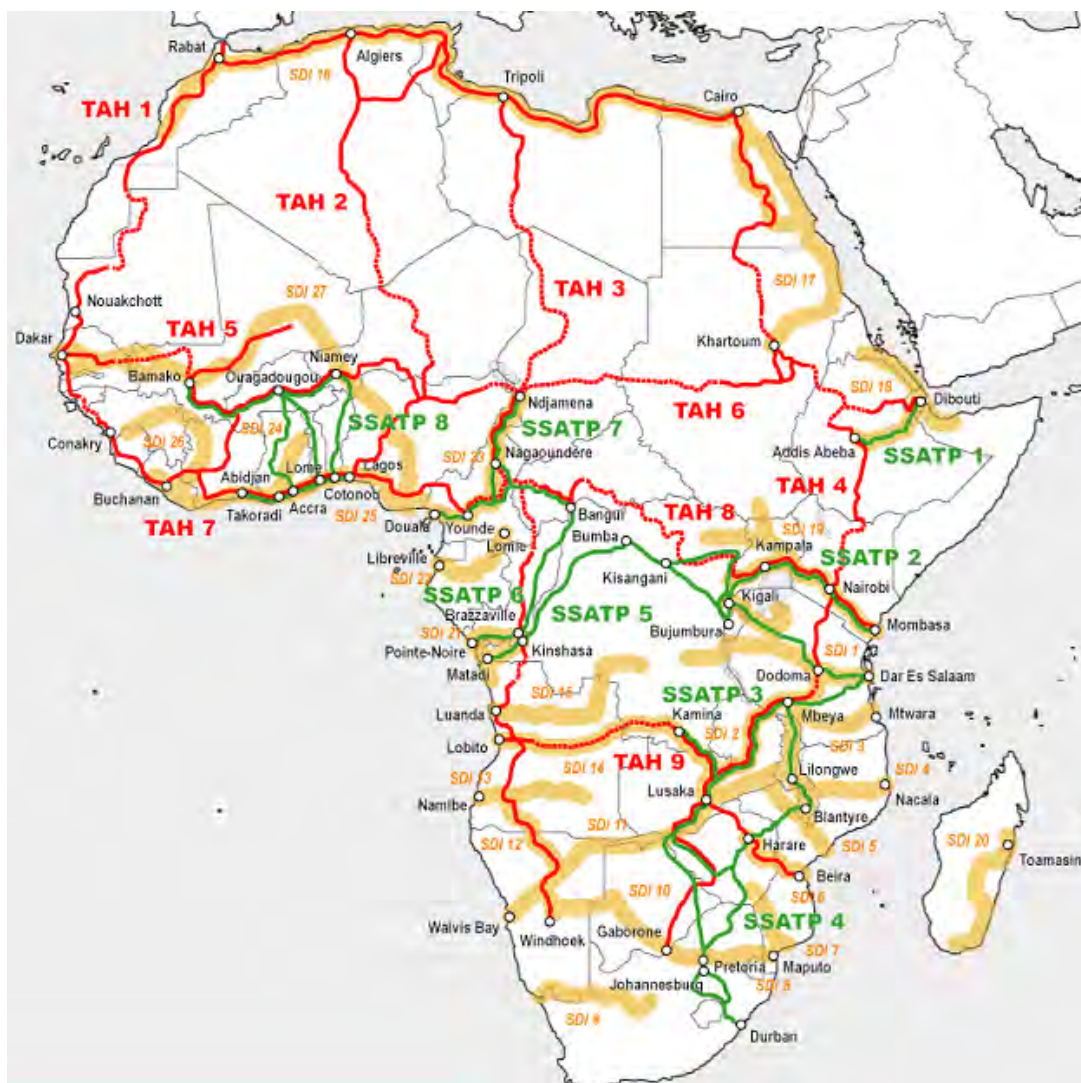 Rabat
Algiers
SDI 16
Tripoli
Cairo
TAH 1
TAH 2
TAH 3
SDI 17
SDI 27
Nouakchott
TAH 5
Dakar
Khartoum
Niamey
Bamako
Ouagadougou
SDI 18
Dibouti
Ndjamena
TAH 6
SSATP 8
SSATP 7
Conakry
SDI 26
SDI 24
Addis Abeba
SSATP 1
SDI 23
Nagaoundére
Lome
Lagos
Abidjan
Buchanan
Cotonob
TAH 4
Takoradi
Accra
SDI 25
TAH 7
Douala
Younde
Bangui
TAH 8
SDI 19
Lomie
Bumba
Kampala
SSATP 2
Libreville
SDI 22
Kisangani
Nairobi
SSATP 6
Kigali
Brazzaville
SSATP 5
Mombasa
SDI 21
Bujumbura
Pointe-Noire
Kinshasa
SDI 1
Matadi
Dodoma
Dar Es Salaam
SDI 15
SSATP 3
Luanda
Kamina
Mbeya
Mtwara
SDI 2
Lobito
SDI 3
TAH 9
SDI 14
Lilongwe
SDI 4
SDI 13
Lusaka
Namibe
Nacala
Blantyre
SDI 11
SDI 12
Harare
SDI 5
SDI 20
Toamasin
Beira
SDI 10
SDI 6
Walvis Bay
Windhoek
Gaborone
SSATP 4
SDI 7
Pretoria
Maputo
Johannesburg
SDI 8
SDI 9
Durban